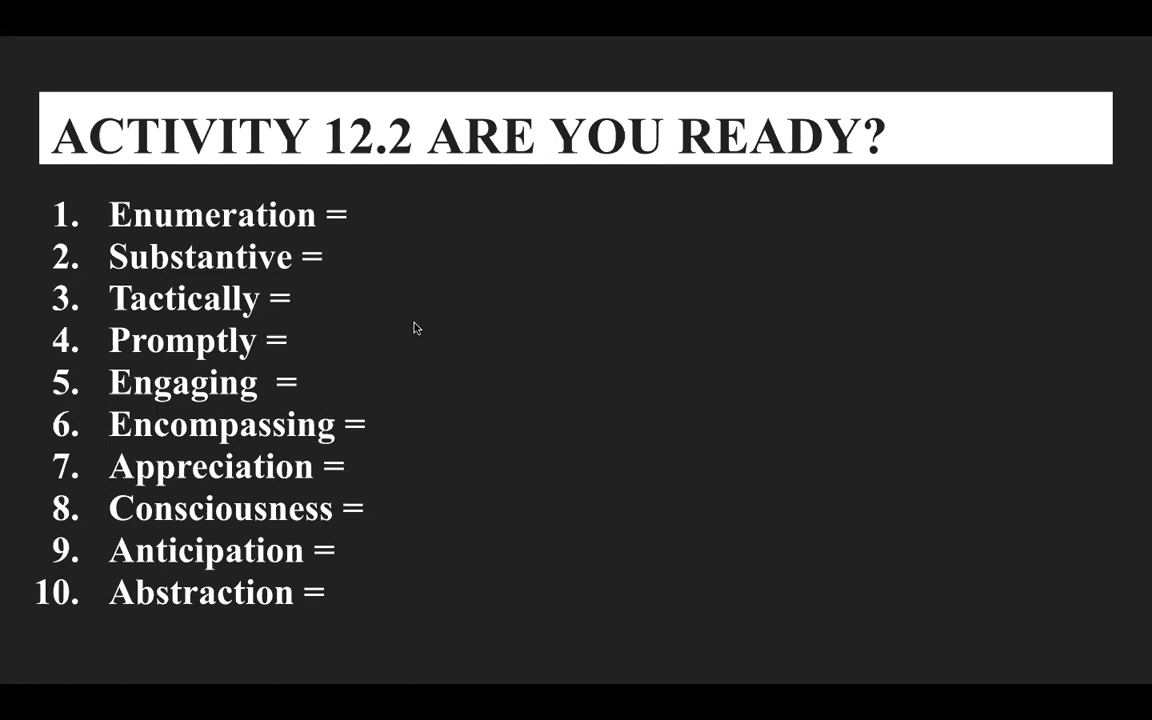 ACTIVITY 12.2 ARE YOU READY?
1. Enumeration =
2. Substantive =
3. Tactically =
4. Promptly =
5. Engaging  =
6. Encompassing =
7. Appreciation =
8. Consciousness =
9. Anticipation =
10. Abstraction =